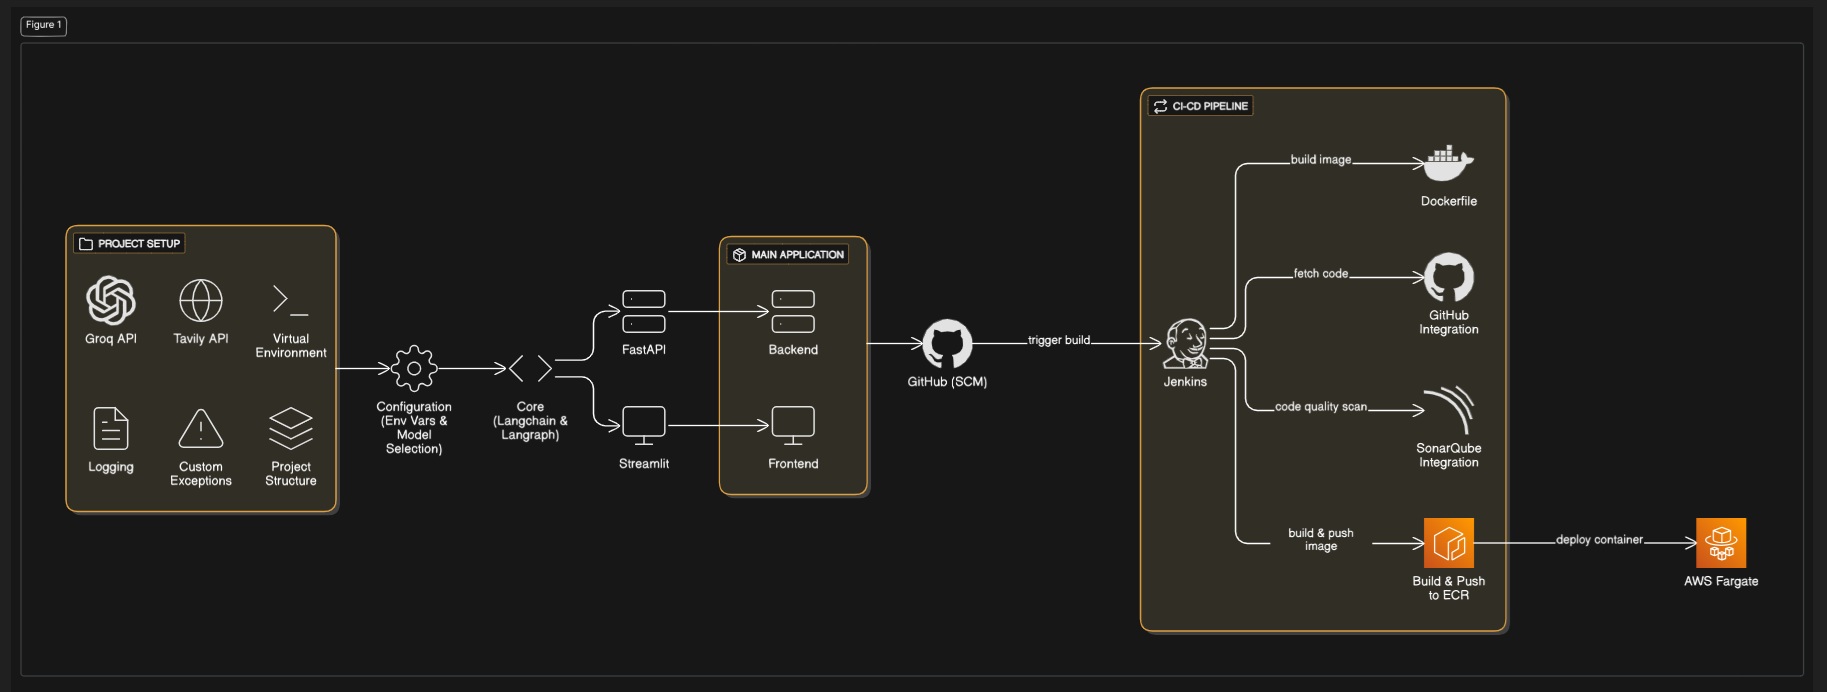 Figure 1
PROJECT SETUP
Groq API
Tavily API
Virtual
Environment
Logging
Custom
Exceptions
Project
Structure
Configuration
(Env Vars &
Model
Selection)
Core
(Langchain &
Langraph)
FastAPI
Streamlit
MAIN APPLICATION
Backend
Frontend
GitHub (SCM)
trigger build
CI-CD PIPELINE
Jenkins
build image
Dockerfile
fetch code
GitHub
Integration
code quality scan
SonarQube
Integration
build & push
image
Build & Push
to ECR
deploy container
AWS Fargate